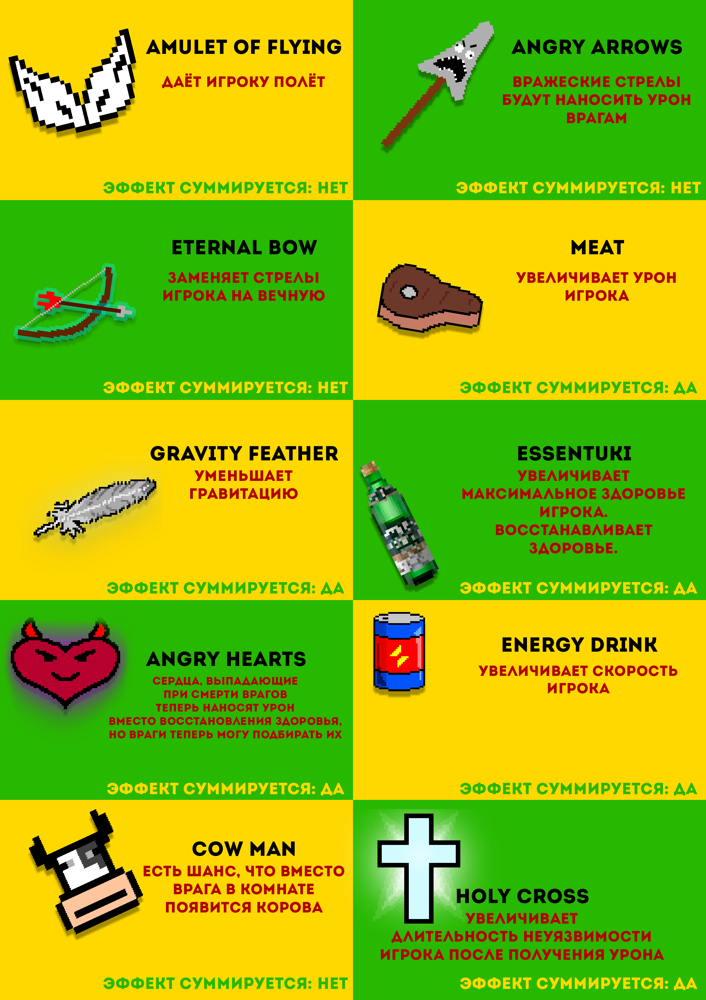 AMULET OF FLYING
ДАЁТ ИГРОКУ ПОЛЁТ
ЭФФЕКТ СУММИРУЕТСЯ: НЕТ
ANGRY ARROWS
ВРАЖЕСКИЕ СТРЕЛЫ
БУДУТ НАНОСИТЬ УРОН
ВРАГАМ
ЭФФЕКТ СУММИРУЕТСЯ: НЕТ
ETERNAL BOW
ЗАМЕНЯЕТ СТРЕЛЫ
ИГРОКА НА ВЕЧНУЮ
ЭФФЕКТ СУММИРУЕТСЯ: НЕТ
MEAT
УВЕЛИЧИВАЕТ УРОН
ИГРОКА
ЭФФЕКТ СУММИРУЕТСЯ: ДА
GRAVITY FEATHER
УМЕНЬШАЕТ
ГРАВИТАЦИЮ
ЭФФЕКТ СУММИРУЕТСЯ: ДА
ESSENTUKI
УВЕЛИЧИВАЕТ
МАКСИМАЛЬНОЕ ЗДОРОВЬЕ
ИГРОКА.
ВОССТАНАВЛИВАЕТ
ЗДОРОВЬЕ.
ЭФФЕКТ СУММИРУЕТСЯ: ДА
ANGRY HEARTS
СЕРДЦА, ВЫПАДАЮЩИЕ
ПРИ СМЕРТИ ВРАГОВ
ТЕПЕРЬ НАНОСЯТ УРОН
ВМЕСТО ВОССТАНОВЛЕНИЯ ЗДОРОВЬЯ,
НО ВРАГИ ТЕПЕРЬ МОГУ ПОДБИРАТЬ ИХ
ЭФФЕКТ СУММИРУЕТСЯ: ДА
ENERGY DRINK
УВЕЛИЧИВАЕТ СКОРОСТЬ
ИГРОКА
ЭФФЕКТ СУММИРУЕТСЯ: ДА
COW MAN
ЕСТЬ ШАНС, ЧТО ВМЕСТО
ВРАГА В КОМНАТЕ
ПОЯВИТСЯ КОРОВА
ЭФФЕКТ СУММИРУЕТСЯ: НЕТ
HOLY CROSS
УВЕЛИЧИВАЕТ
ДЛИТЕЛЬНОСТЬ НЕУЯЗВИМОСТИ
ИГРОКА ПОСЛЕ ПОЛУЧЕНИЯ УРОНА
ЭФФЕКТ СУММИРУЕТСЯ: ДА